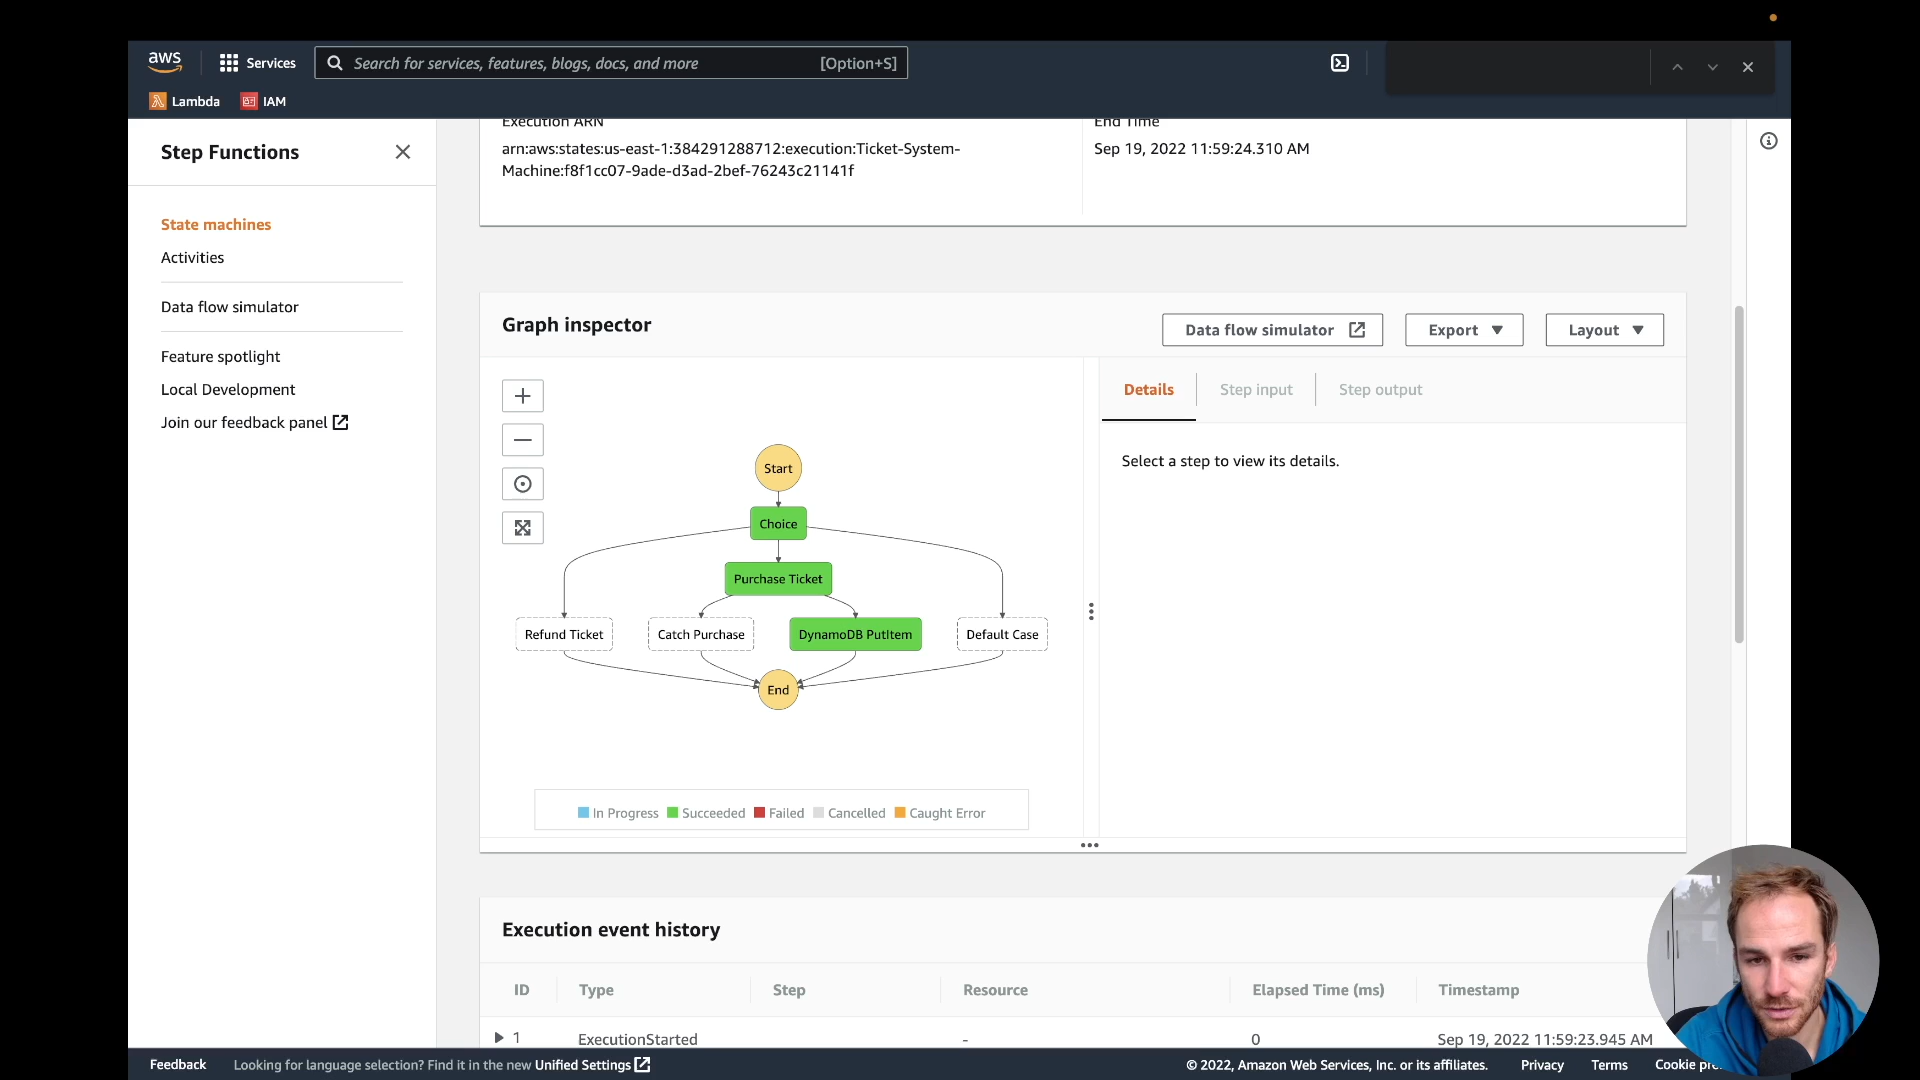 aws
Services
Search for services, features, blogs, docs, and more
[Option+S]
Lambda
IAM
Step Functions
State machines
Activities
Data flow simulator
Feature spotlight
Local Development
Join our feedback panel
Execution ARN
arn:aws:states:us-east-1:384291288712:execution:Ticket-System-
Machine:f8f1cc07-9ade-d3ad-2bef-76243c21141f
End Time
Sep 19, 2022 11:59:24.310 AM
Graph inspector
Data flow simulator
Export
Layout
Details
Step input
Step output
Select a step to view its details.
Start
Choice
Purchase Ticket
Refund Ticket
Catch Purchase
DynamoDB PutItem
Default Case
End
In Progress
Succeeded
Failed
Cancelled
Caught Error
Execution event history
ID
Type
Step
Resource
Elapsed Time (ms)
Timestamp
1
ExecutionStarted
-
0
Sep 19, 2022 11:59:23.945 AM
Feedback
Looking for language selection? Find it in the new Unified Settings
© 2022, Amazon Web Services, Inc. or its affiliates.
Privacy
Terms
Cookie